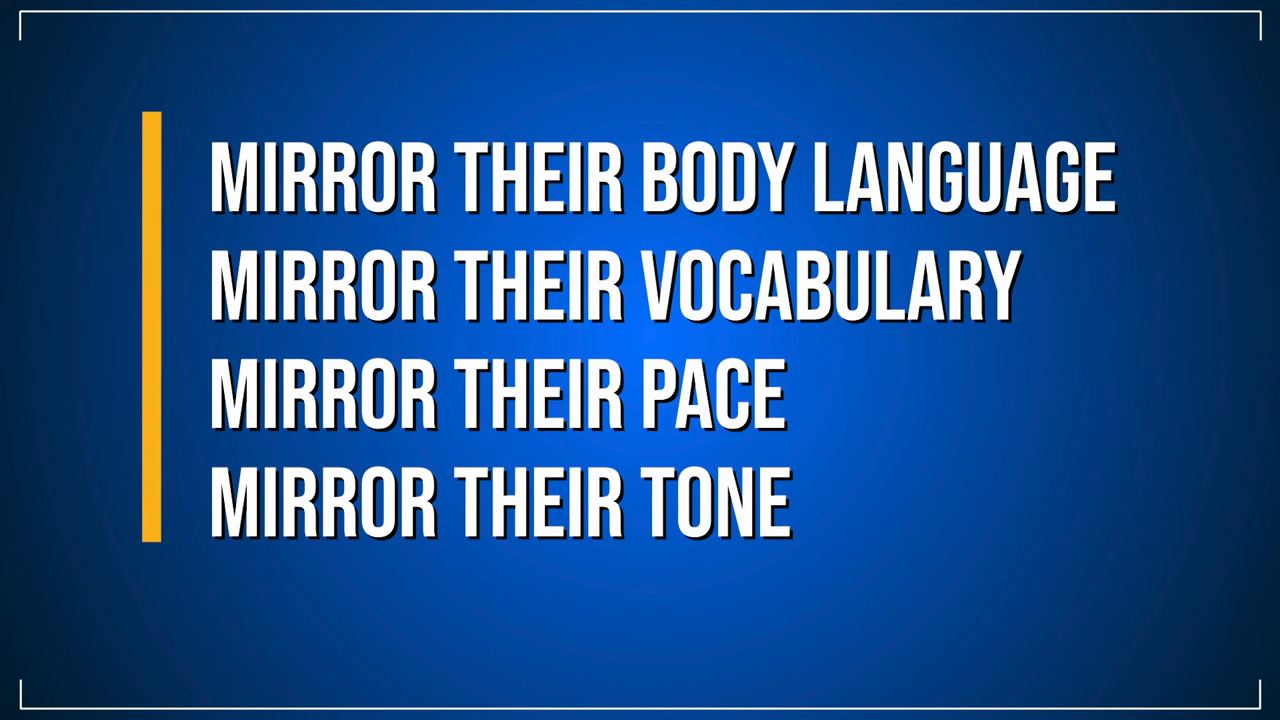 MIRROR THEIR BODY LANGUAGE
MIRROR THEIR VOCABULARY
MIRROR THEIR PACE
MIRROR THEIR TONE